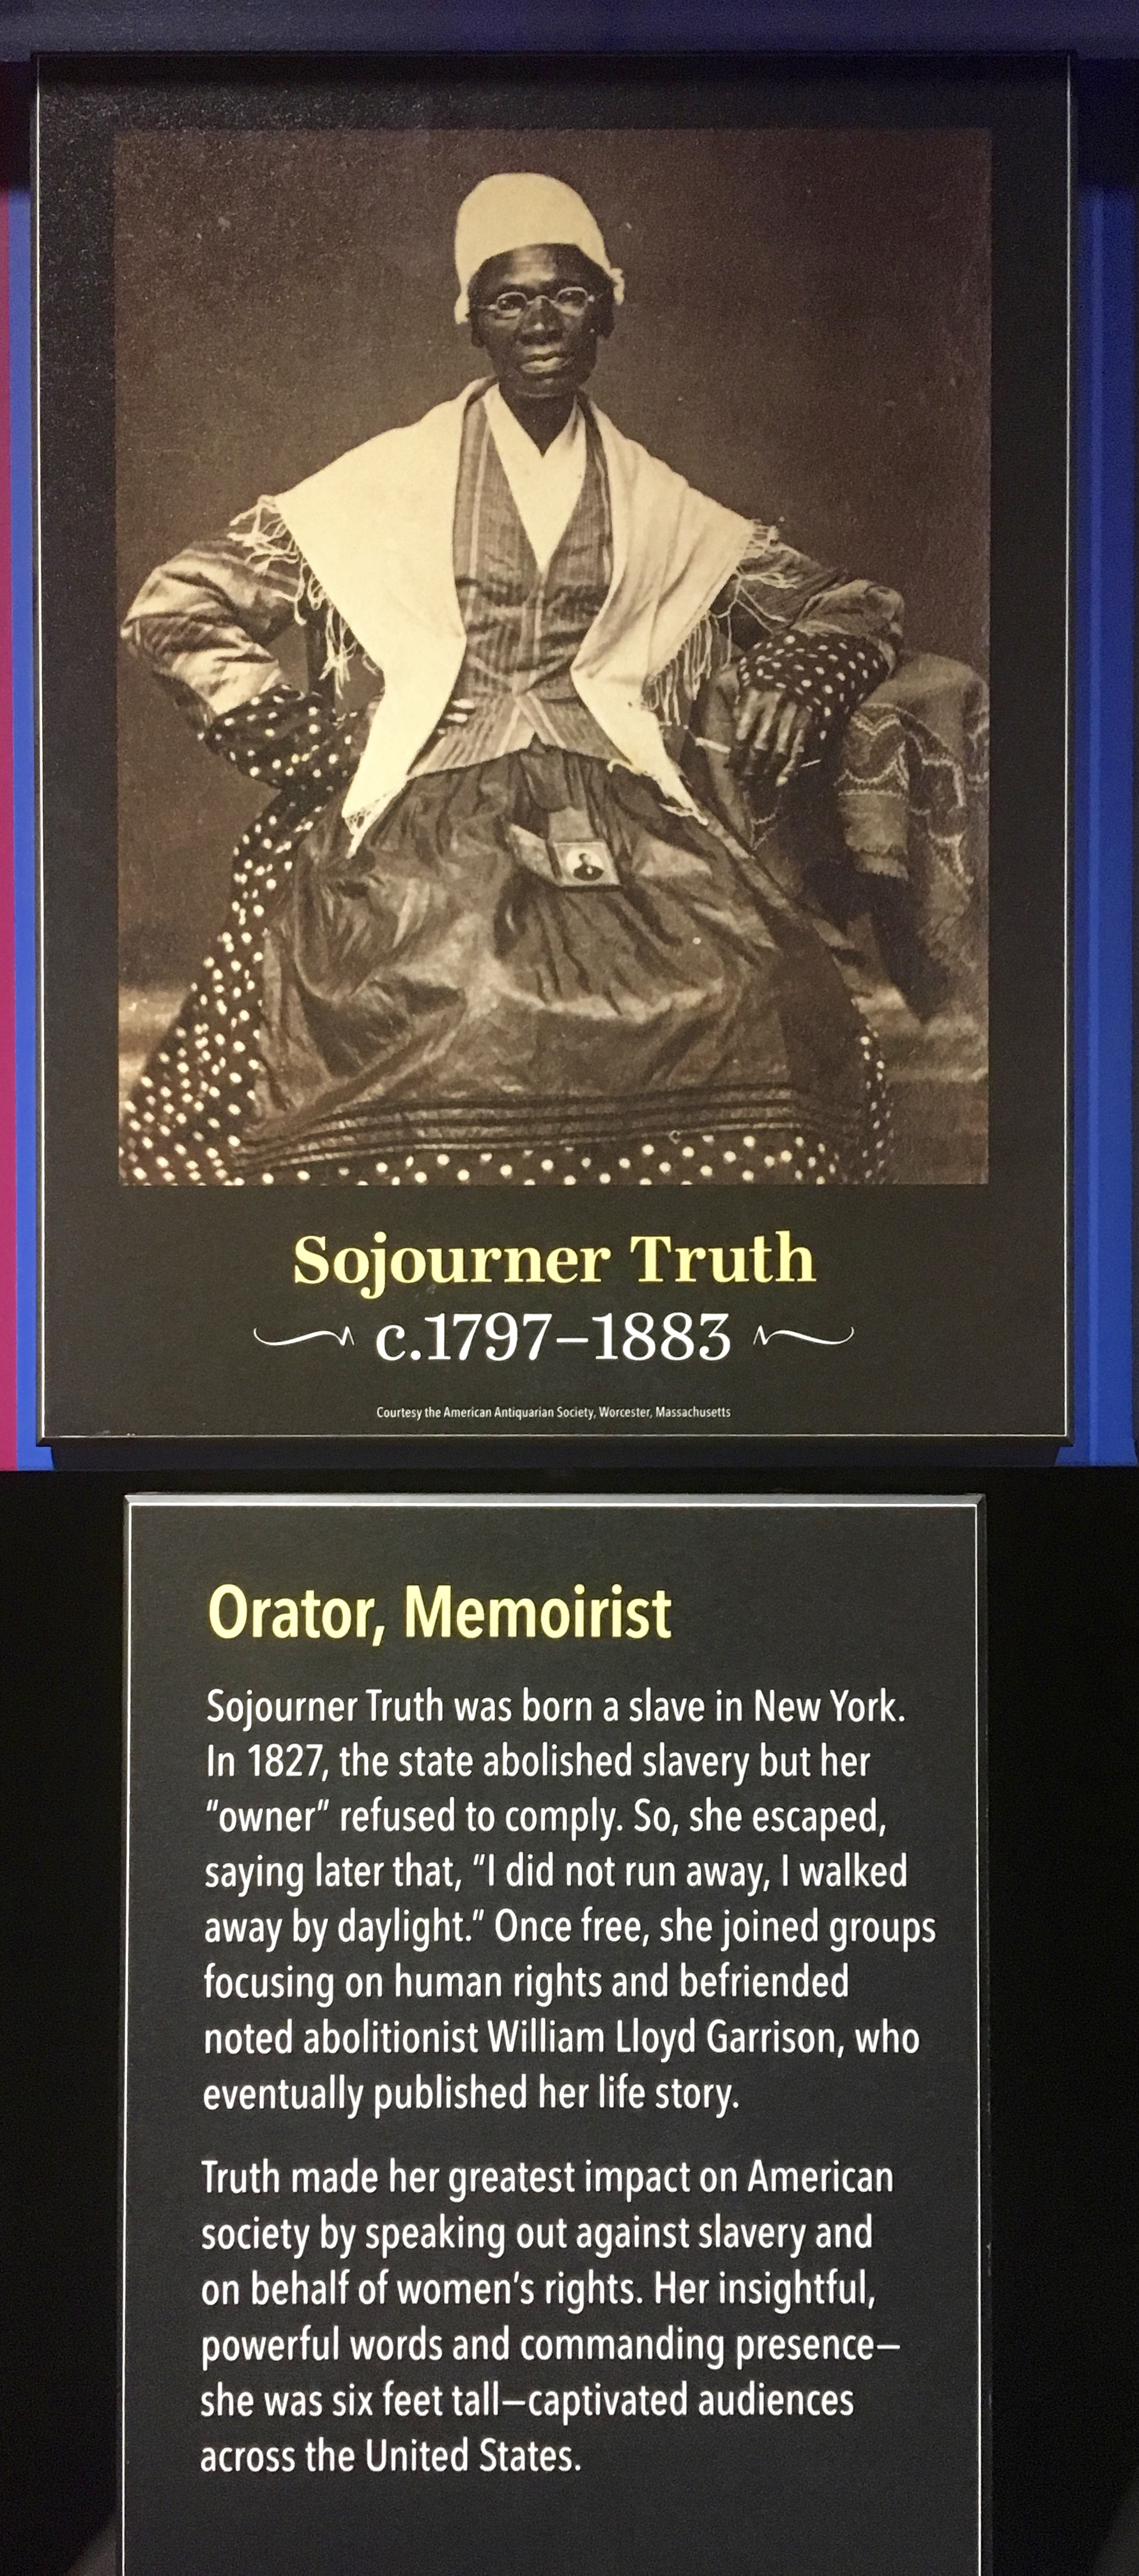 Sojourner Truth
c.1797–1883
Courtesy the American Antiquarian Society, Worcester, Massachusetts
Orator, Memoirist
Sojourner Truth was born a slave in New York.
In 1827, the state abolished slavery but her
“owner” refused to comply. So, she escaped,
saying later that, “I did not run away, I walked
away by daylight.” Once free, she joined groups
focusing on human rights and befriended
noted abolitionist William Lloyd Garrison, who
eventually published her life story.
Truth made her greatest impact on American
society by speaking out against slavery and
on behalf of women’s rights. Her insightful,
powerful words and commanding presence—
she was six feet tall—captivated audiences
across the United States.